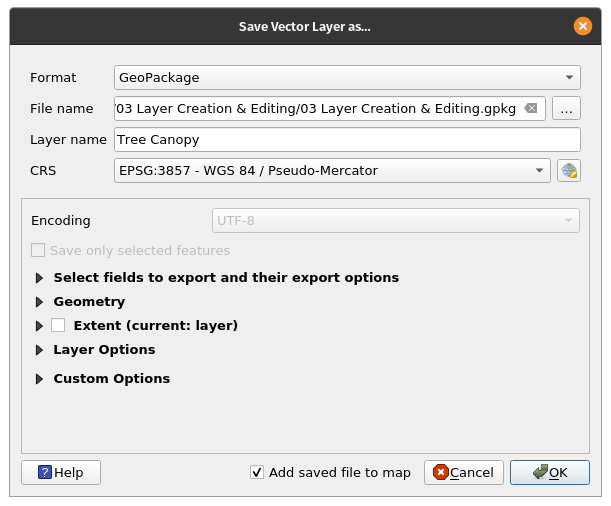 Save Vector Layer as...
Format GeoPackage
File name /03 Layer Creation & Editing/03 Layer Creation & Editing.gpkg ...
Layer name Tree Canopy
CRS EPSG:3857 - WGS 84 / Pseudo-Mercator
Encoding UTF-8
Save only selected features
Select fields to export and their export options
Geometry
Extent (current: layer)
Layer Options
Custom Options
? Help Add saved file to map Cancel OK